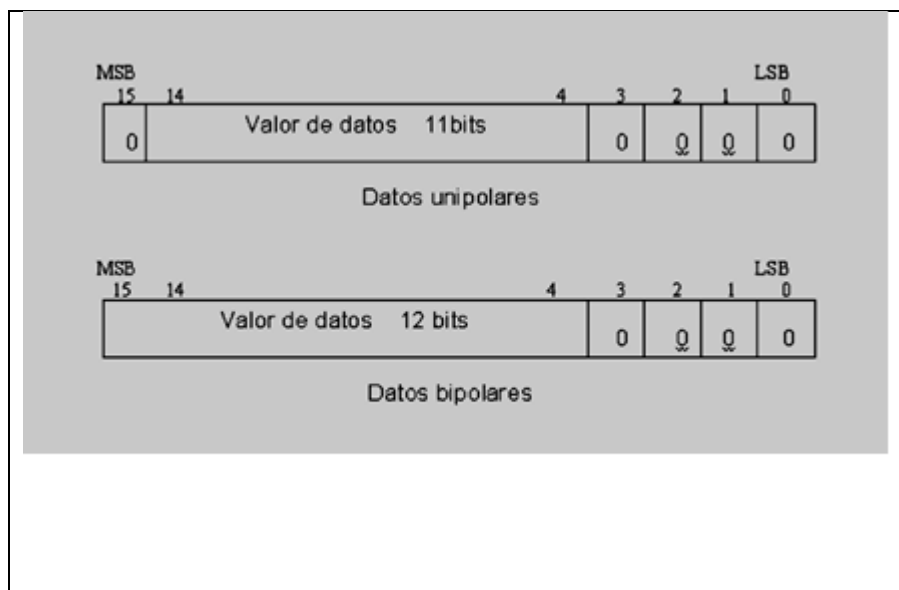 MSB LSB
15 14 4 3 2 1 0
Valor de datos 11bits
0 0 0 0 0
Datos unipolares
MSB LSB
15 14 4 3 2 1 0
Valor de datos 12 bits
0 0 0 0
Datos bipolares